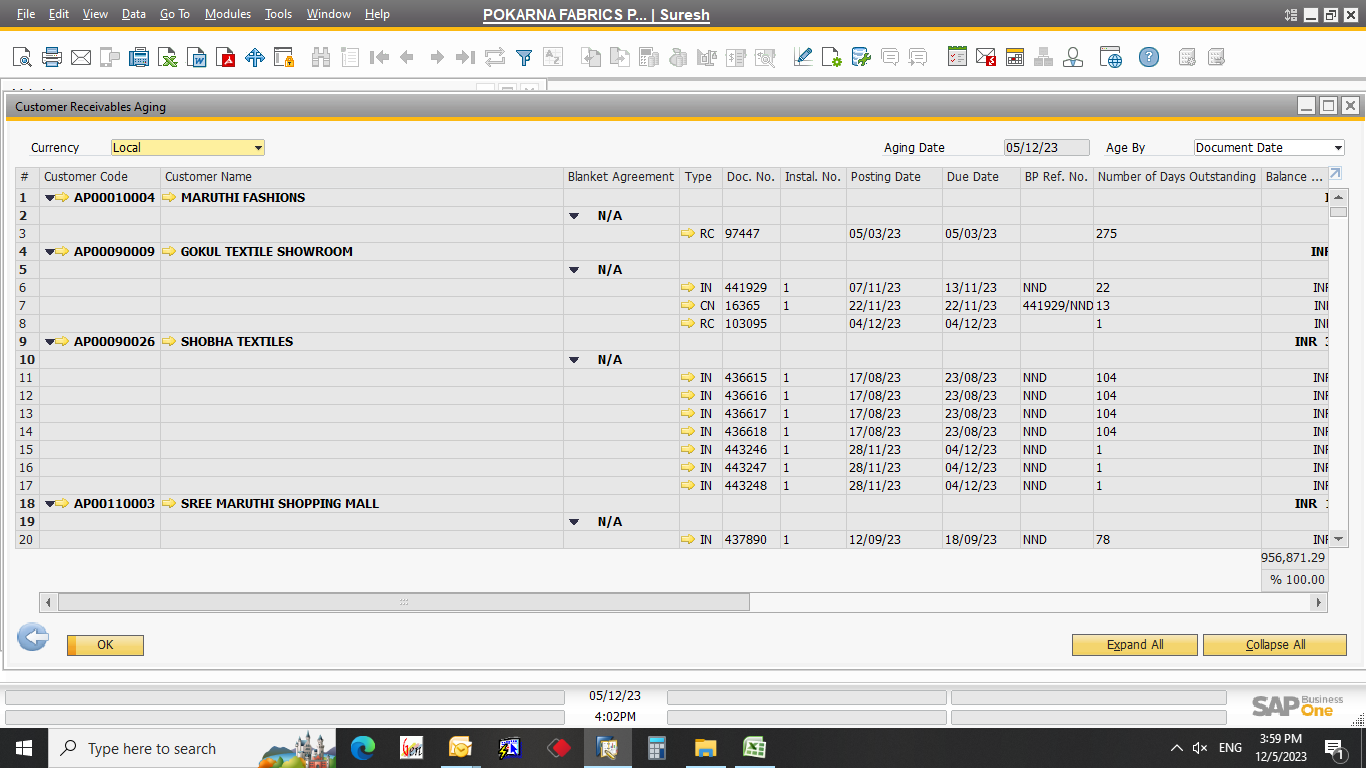 File Edit View Data Go To Modules Tools Window Help POKARNA FABRICS P... | Suresh
Customer Receivables Aging
Currency Local Aging Date 05/12/23 Age By Document Date
# Customer Code Customer Name Blanket Agreement Type Doc. No. Instal. No. Posting Date Due Date BP Ref. No. Number of Days Outstanding Balance ...
1 AP00010004 MARUTHI FASHIONS
2 N/A
3 RC 97447 05/03/23 05/03/23 275
4 AP00090009 GOKUL TEXTILE SHOWROOM INR
5 N/A
6 IN 441929 1 07/11/23 13/11/23 NND 22 INR
7 CN 16365 1 22/11/23 22/11/23 441929/NND 13 INR
8 RC 103095 04/12/23 04/12/23 1 INR
9 AP00090026 SHOBHA TEXTILES INR
10 N/A
11 IN 436615 1 17/08/23 23/08/23 NND 104 INR
12 IN 436616 1 17/08/23 23/08/23 NND 104 INR
13 IN 436617 1 17/08/23 23/08/23 NND 104 INR
14 IN 436618 1 17/08/23 23/08/23 NND 104 INR
15 IN 443246 1 28/11/23 04/12/23 NND 1 INR
16 IN 443247 1 28/11/23 04/12/23 NND 1 INR
17 IN 443248 1 28/11/23 04/12/23 NND 1 INR
18 AP00110003 SREE MARUTHI SHOPPING MALL INR
19 N/A
20 IN 437890 1 12/09/23 18/09/23 NND 78 INR
956,871.29
% 100.00
OK Expand All Collapse All
05/12/23
4:02PM
SAP Business One
Type here to search
ENG
3:59 PM
12/5/2023
1